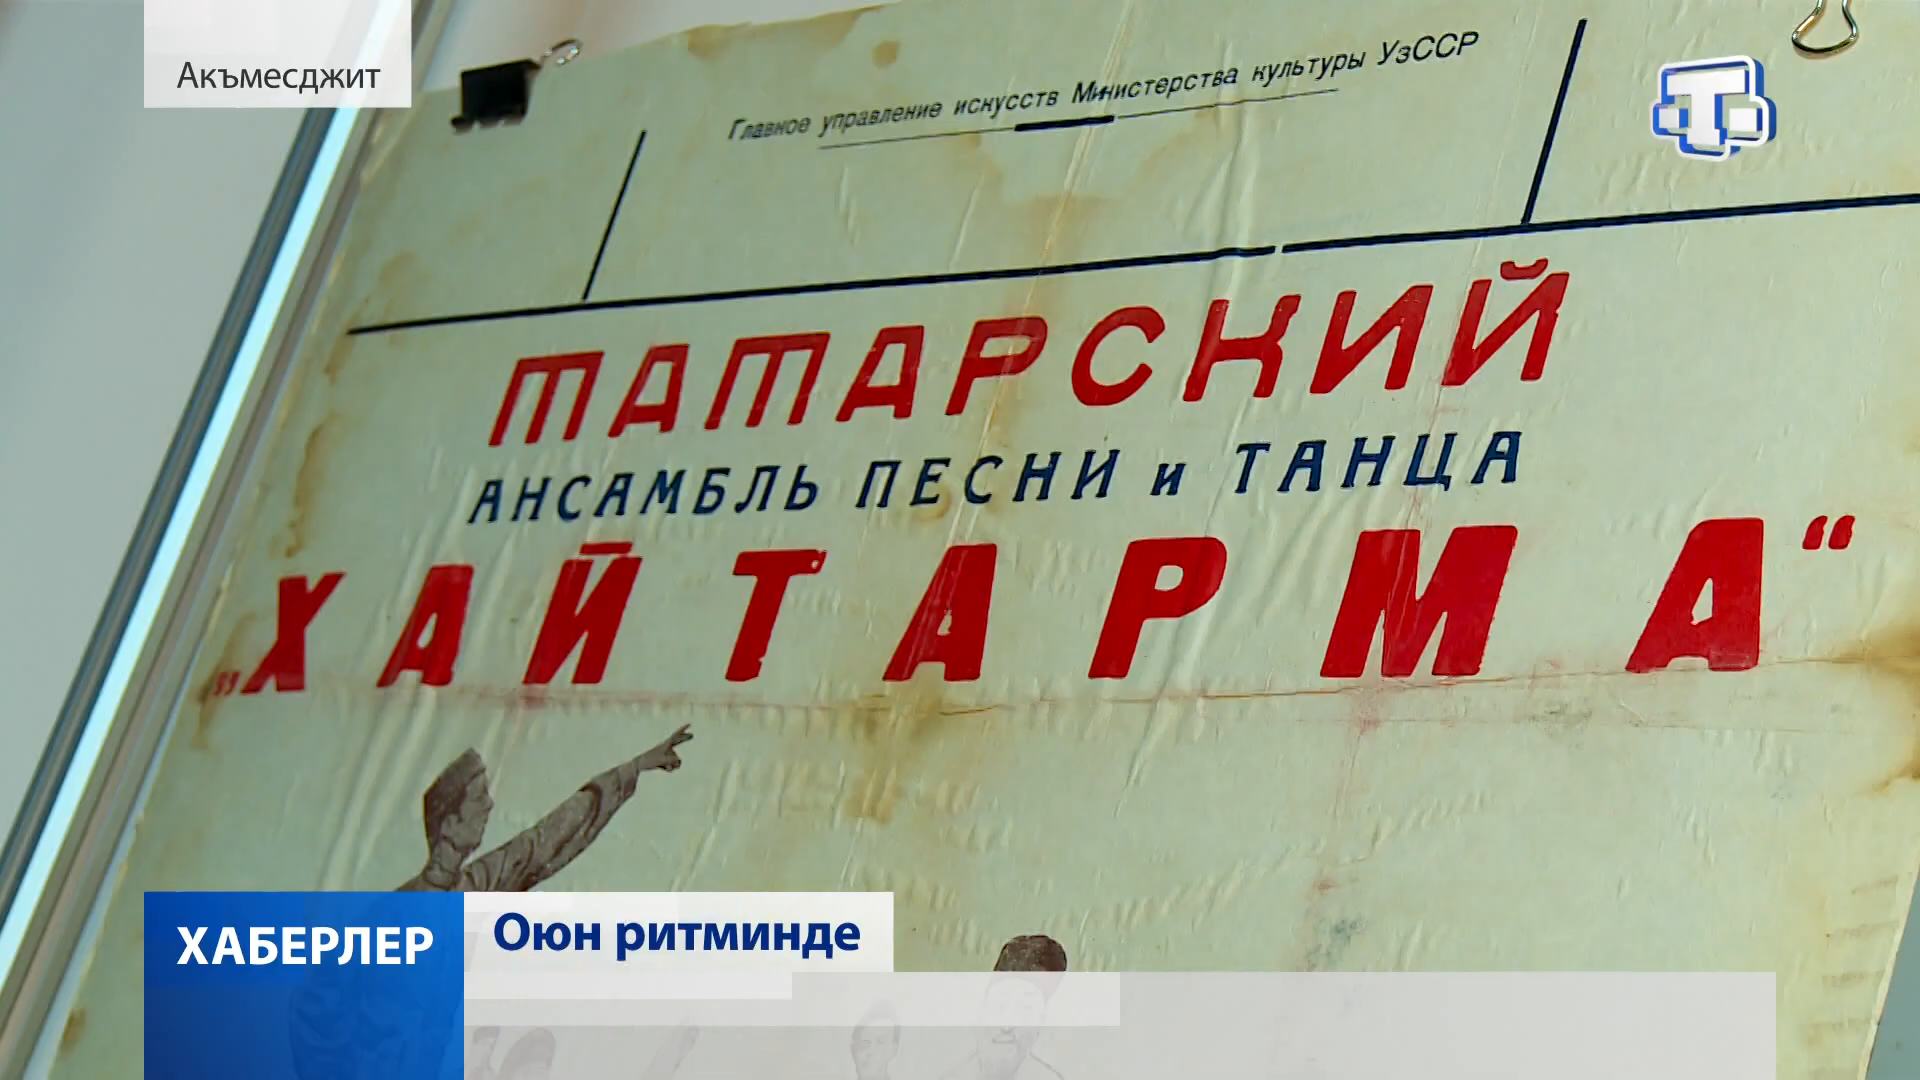 Акъмесджит
Главное управление искусств Министерства культуры УзССР
ТАТАРСКИЙ
АНСАМБЛЬ ПЕСНИ и ТАНЦА
„ХАЙТАРМА“
ХАБЕРЛЕР
Оюн ритминде